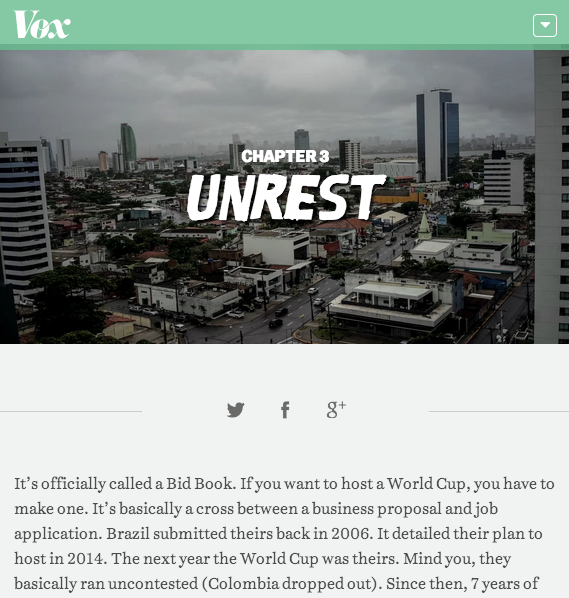 Vox
CHAPTER 3
UNREST
g+
It’s officially called a Bid Book. If you want to host a World Cup, you have to
make one. It’s basically a cross between a business proposal and job
application. Brazil submitted theirs back in 2006. It detailed their plan to
host in 2014. The next year the World Cup was theirs. Mind you, they
basically ran uncontested (Colombia dropped out). Since then, 7 years of